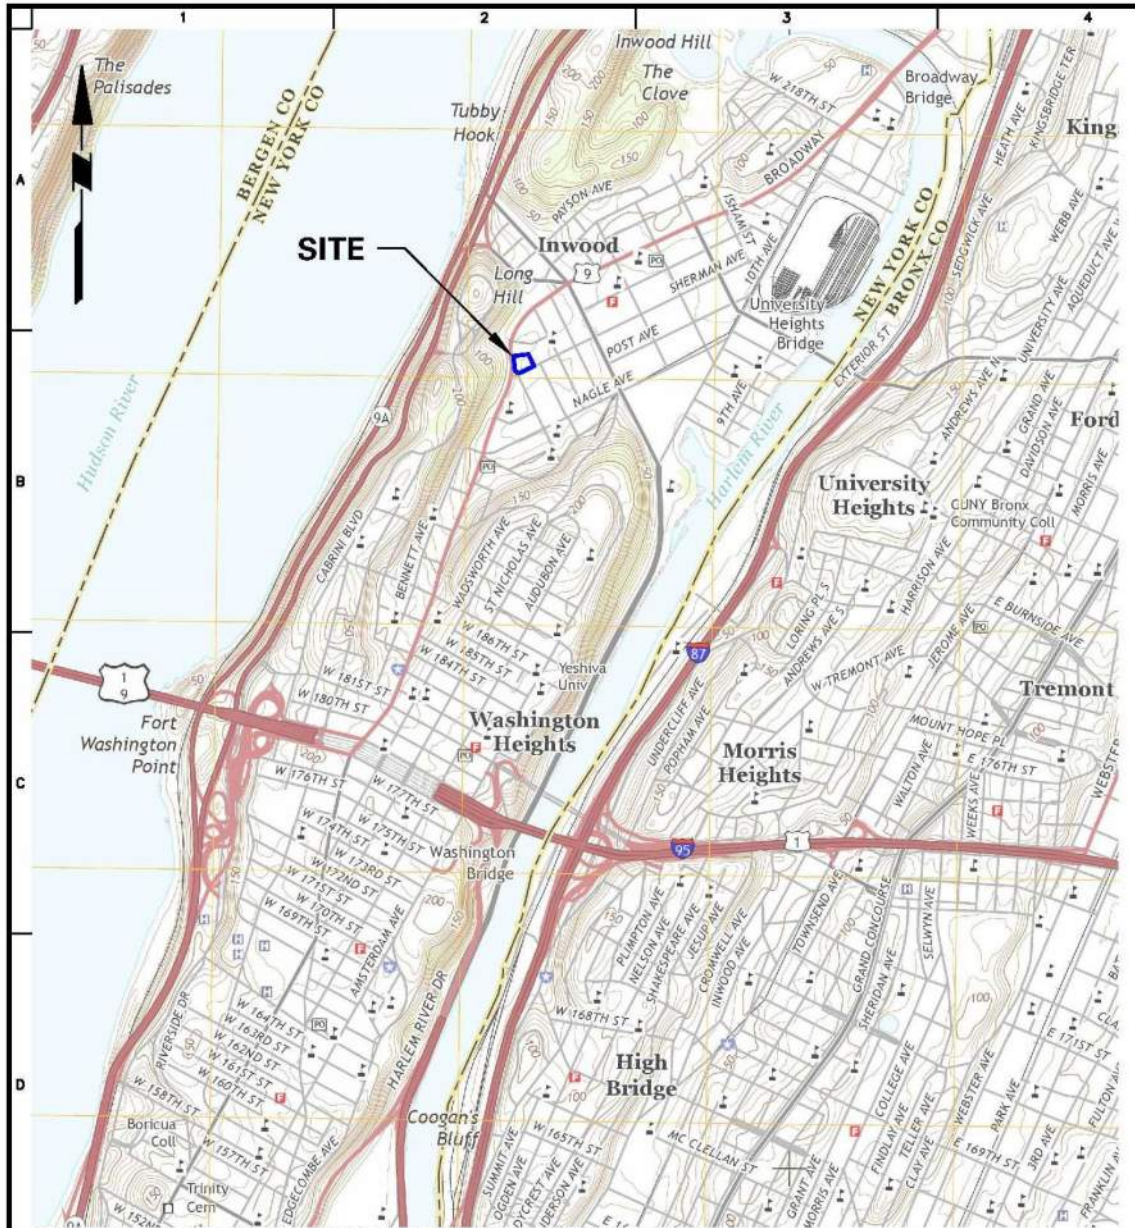 1 2 3 4
A
B
C
D
The
Palisades
BERGEN CO
NEW YORK CO
Tubby
Hook
Inwood Hill
The
Clove
W 218TH ST
Broadway
Bridge
HEATH AVE
KINGSBRIDGE TER
King
PAYSON AVE
BROADWAY
ISHAM ST
10TH AVE
SEDGWICK AVE
WEBB AVE
AQUEDUCT AVE
SITE
Inwood
9
PO
SHERMAN AVE
NEW YORK CO
BRONX CO
Long
Hill
F
University
Heights
Bridge
UNIVERSITY AVE
POST AVE
EXTERIOR ST
NAGLE AVE
9TH AVE
ANDREWS AVE N
GRAND AVE
DAVIDSON AVE
Ford
Hudson River
9A
Harlem River
MORRIS AVE
University
Heights
CUNY Bronx
Community Coll
CABRINI BLVD
BENNETT AVE
WADSWORTH AVE
ST NICHOLAS AVE
AUDUBON AVE
HARRISON AVE
LORING PL S
ANDREWS AVE S
E BURNSIDE AVE
JEROME AVE
W 186TH ST
W 185TH ST
W 184TH ST
87
W TREMONT AVE
W 181ST ST
W 180TH ST
Yeshiva
Univ
1
9
Tremont
Fort
Washington
Point
Washington
Heights
UNDERCLIFF AVE
POPHAM AVE
MOUNT HOPE PL
E 176TH ST
Morris
Heights
WALTON AVE
WEEKS AVE
WEBSTER
W 176TH ST
W 177TH ST
W 174TH ST
W 175TH ST
W 173RD ST
W 172ND ST
W 171ST ST
W 170TH ST
W 169TH ST
Washington
Bridge
95
1
AMSTERDAM AVE
PLIMPTON AVE
NELSON AVE
SHAKESPEARE AVE
JESUP AVE
CROMWELL AVE
INWOOD AVE
TOWNSEND AVE
GRAND CONCOURSE
SHERIDAN AVE
SELWYN AVE
RIVERSIDE DR
HARLEM RIVER DR
W 164TH ST
W 163RD ST
W 162ND ST
W 161ST ST
W 160TH ST
W 158TH ST
W 168TH ST
E 171ST ST
High
Bridge
COLLEGE AVE
WEBSTER AVE
PARK AVE
FULTON AVE
Coogan's
Bluff
FINDLAY AVE
TELLER AVE
CLAY AVE
E 169TH ST
3RD AVE
FRANKLIN AV
Boricua
Coll
W 157TH ST
EDGECOMBE AVE
W 165TH ST
MC CLELLAN ST
SUMMIT AVE
OGDEN AVE
GRANT AVE
MORRIS AVE
Trinity
Cem